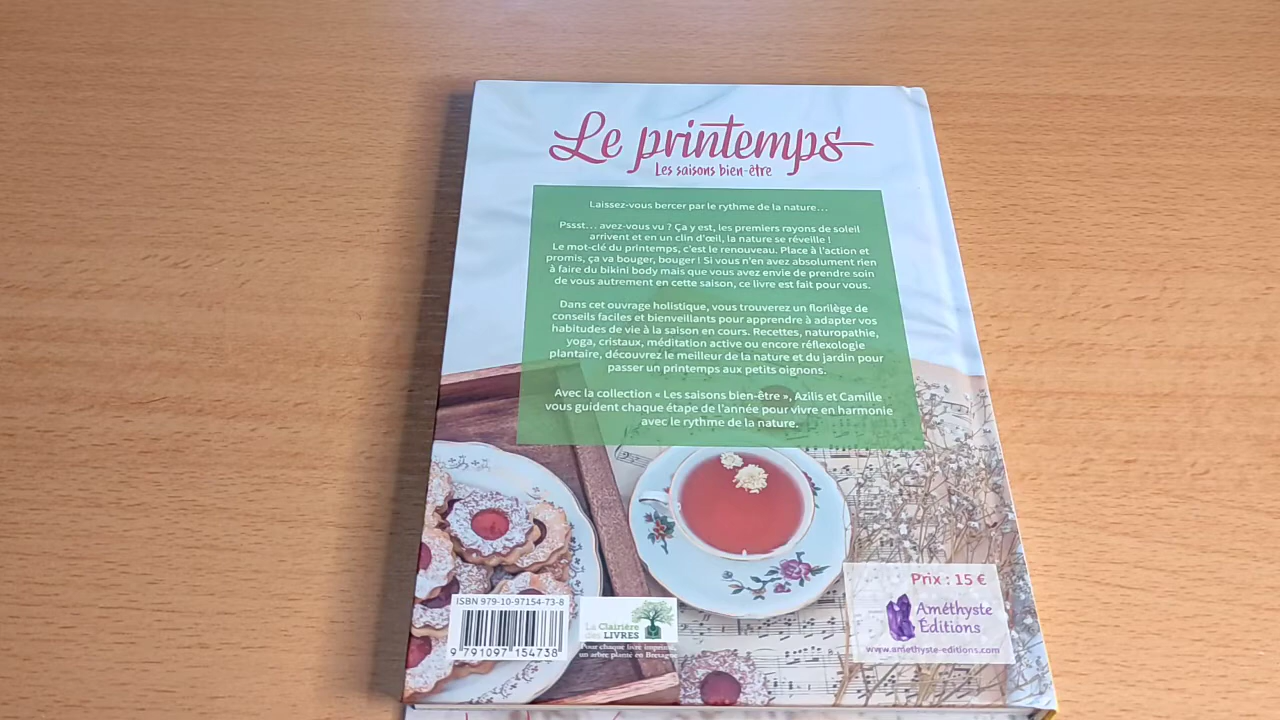 Le printemps
Les saisons bien-être
Laissez-vous bercer par le rythme de la nature...
Pssst... avez-vous vu ? Ça y est, les premiers rayons de soleil
arrivent et en un clin d'œil, la nature se réveille !
Le mot-clé du printemps, c'est le renouveau. Place à l'action et
promis, ça va bouger, bouger ! Si vous n'en avez absolument rien
à faire du bikini body mais que vous avez envie de prendre soin
de vous autrement en cette saison, ce livre est fait pour vous.
Dans cet ouvrage holistique, vous trouverez un florilège de
conseils faciles et bienveillants pour apprendre à adapter vos
habitudes de vie à la saison en cours. Recettes, naturopathie,
yoga, cristaux, méditation active ou encore réflexologie
plantaire, découvrez le meilleur de la nature et du jardin pour
passer un printemps aux petits oignons.
Avec la collection « Les saisons bien-être », Azilis et Camille
vous guident chaque étape de l'année pour vivre en harmonie
avec le rythme de la nature.
ISBN 979-10-97154-73-8
9 791097 154738
La Clairière
des LIVRES
Pour chaque livre imprimé,
un arbre planté en Bretagne
Prix : 15 €
Améthyste
Éditions
www.amethyste-editions.com